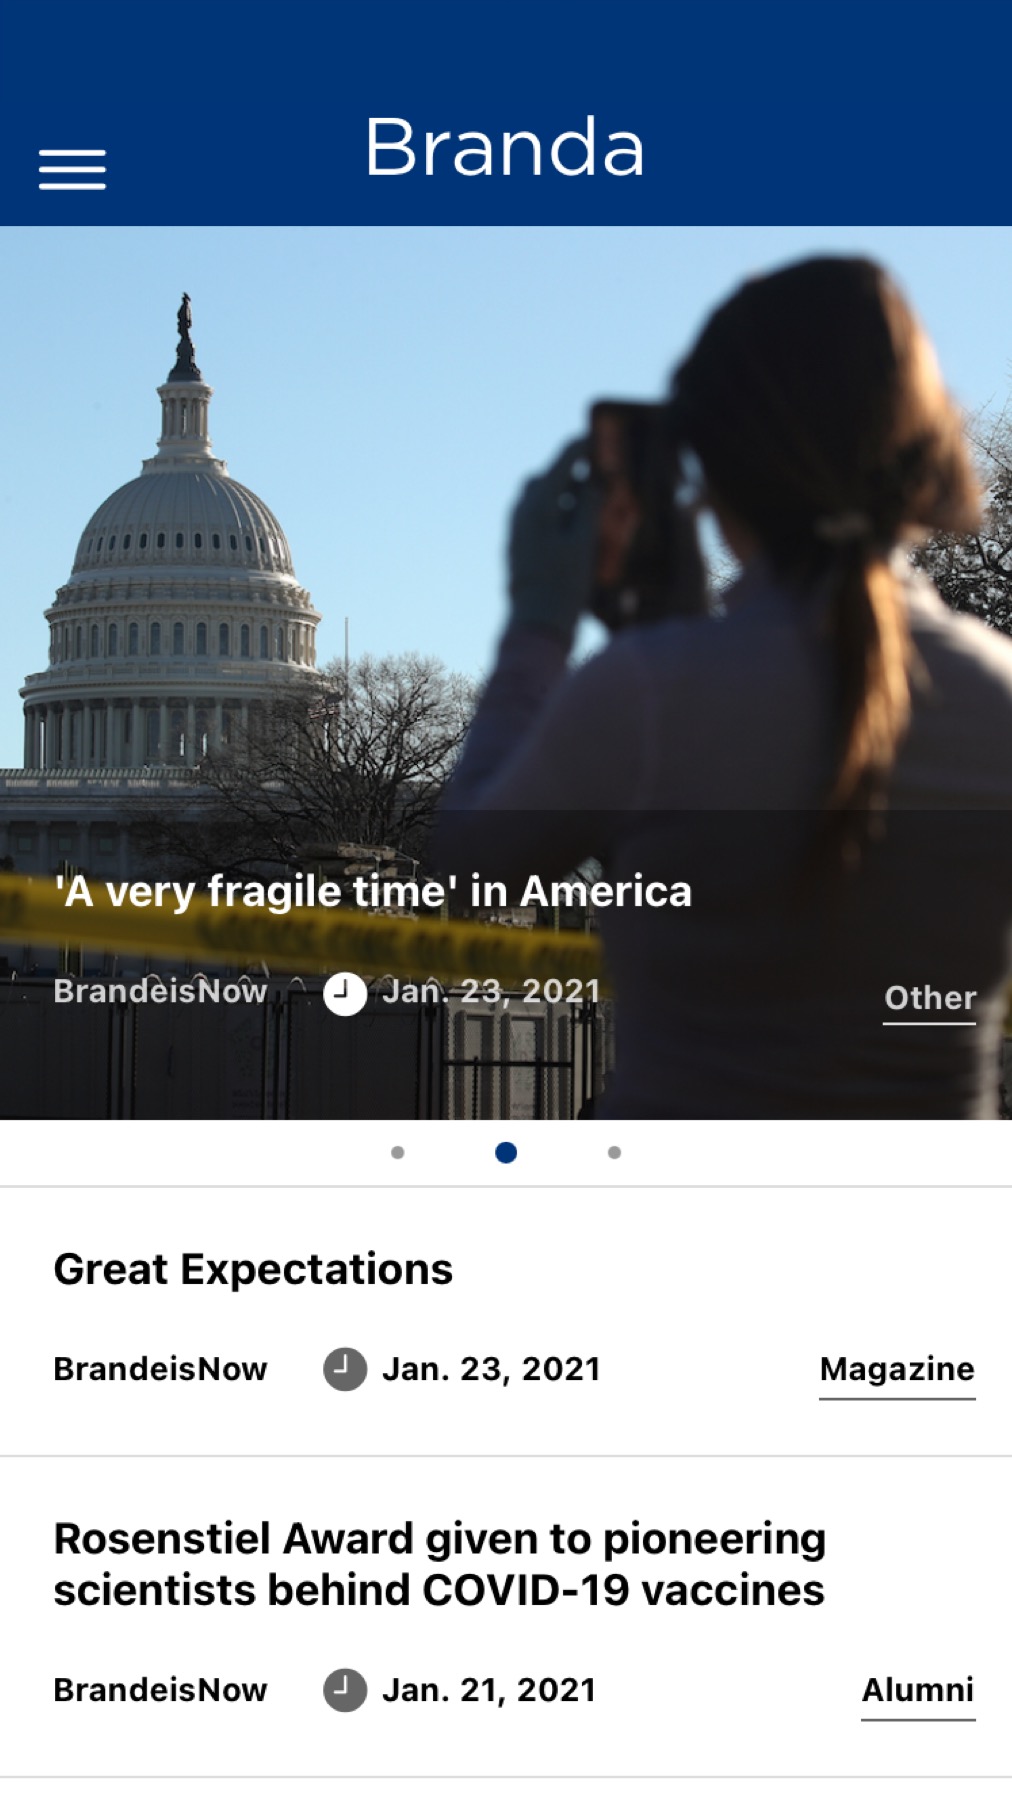 Branda
'A very fragile time' in America
BrandeisNow Jan. 23, 2021 Other
Great Expectations
BrandeisNow Jan. 23, 2021 Magazine
Rosenstiel Award given to pioneering
scientists behind COVID-19 vaccines
BrandeisNow Jan. 21, 2021 Alumni